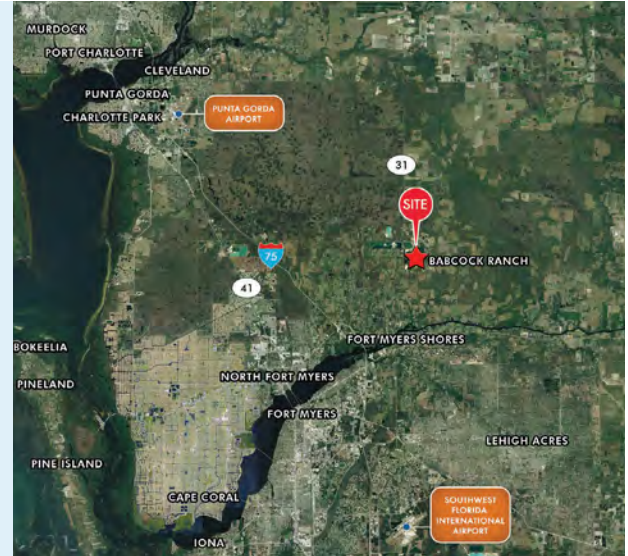 MURDOCK
PORT CHARLOTTE
CLEVELAND
PUNTA GORDA
CHARLOTTE PARK
PUNTA GORDA
AIRPORT
31
SITE
BABCOCK RANCH
75
41
FORT MYERS SHORES
BOKEELIA
NORTH FORT MYERS
PINELAND
FORT MYERS
LEHIGH ACRES
PINE ISLAND
CAPE CORAL
SOUTHWEST
FLORIDA
INTERNATIONAL
AIRPORT
IONA